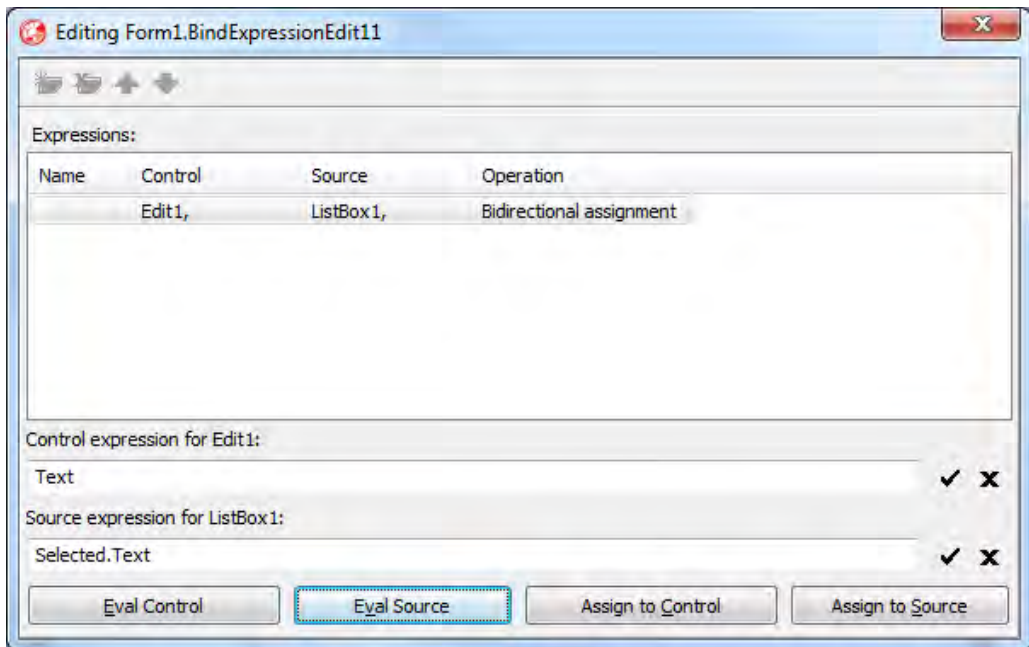 Editing Form1.BindExpressionEdit11
Expressions:
Name Control Source Operation
Edit1, ListBox1, Bidirectional assignment
Control expression for Edit1:
Text
Source expression for ListBox1:
Selected.Text
Eval Control Eval Source Assign to Control Assign to Source